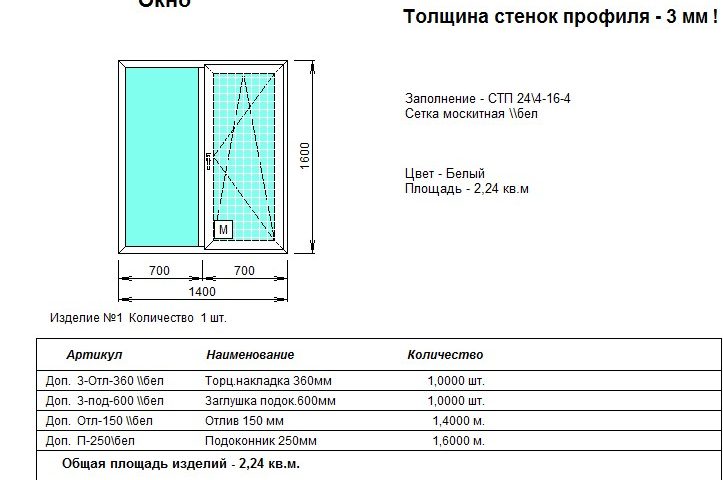 Окно
Толщина стенок профиля - 3 мм !
Заполнение - СТП 24\4-16-4
Сетка москитная \\бел
1600
Цвет - Белый
Площадь - 2,24 кв.м
М
700 700
1400
Изделие №1 Количество 1 шт.
Артикул Наименование Количество
Доп. З-Отл-360 \\бел Торц.накладка 360мм 1,0000 шт.
Доп. З-под-600 \\бел Заглушка подок.600мм 1,0000 шт.
Доп. Отл-150 \\бел Отлив 150 мм 1,4000 м.
Доп. П-250\бел Подоконник 250мм 1,6000 м.
Общая площадь изделий - 2,24 кв.м.